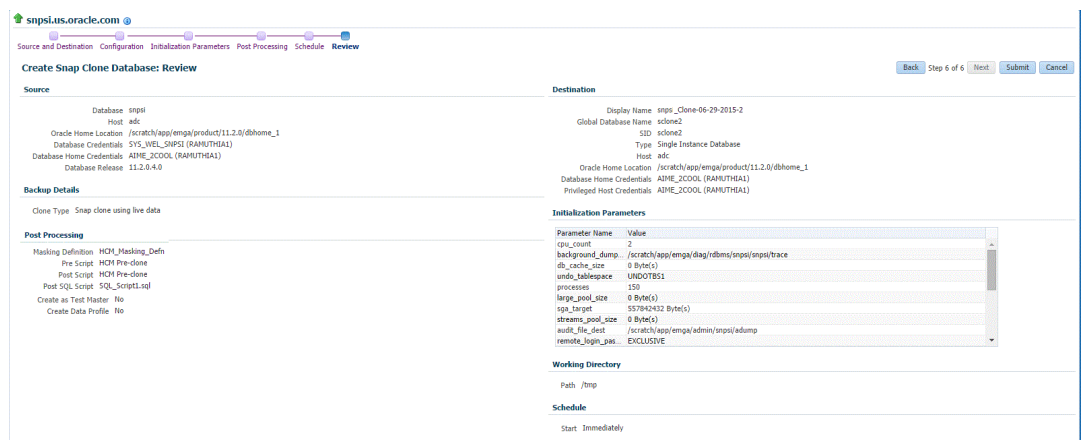 snpsi.us.oracle.com
Source and Destination Configuration Initialization Parameters Post Processing Schedule Review
Create Snap Clone Database: Review
Back Step 6 of 6 Next Submit Cancel
Source
Database snpsi
Host adc
Oracle Home Location /scratch/app/emga/product/11.2.0/dbhome_1
Database Credentials SYS_WEL_SNPSI (RAMUTHIA1)
Database Home Credentials AIME_2COOL (RAMUTHIA1)
Database Release 11.2.0.4.0
Backup Details
Clone Type Snap clone using live data
Post Processing
Masking Definition HCM_Masking_Defn
Pre Script HCM Pre-clone
Post Script HCM Pre-clone
Post SQL Script SQL_Script1.sql
Create as Test Master No
Create Data Profile No
Destination
Display Name snps _Clone-06-29-2015-2
Global Database Name sclone2
SID sclone2
Type Single Instance Database
Host adc
Oracle Home Location /scratch/app/emga/product/11.2.0/dbhome_1
Database Home Credentials AIME_2COOL (RAMUTHIA1)
Privileged Host Credentials AIME_2COOL (RAMUTHIA1)
Initialization Parameters
Parameter Name Value
cpu_count 2
background_dump... /scratch/app/emga/diag/rdbms/snpsi/snpsi/trace
db_cache_size 0 Byte(s)
undo_tablespace UNDOTBS1
processes 150
large_pool_size 0 Byte(s)
sga_target 557842432 Byte(s)
streams_pool_size 0 Byte(s)
audit_file_dest /scratch/app/emga/admin/snpsi/adump
remote_login_pas... EXCLUSIVE
Working Directory
Path /tmp
Schedule
Start Immediately